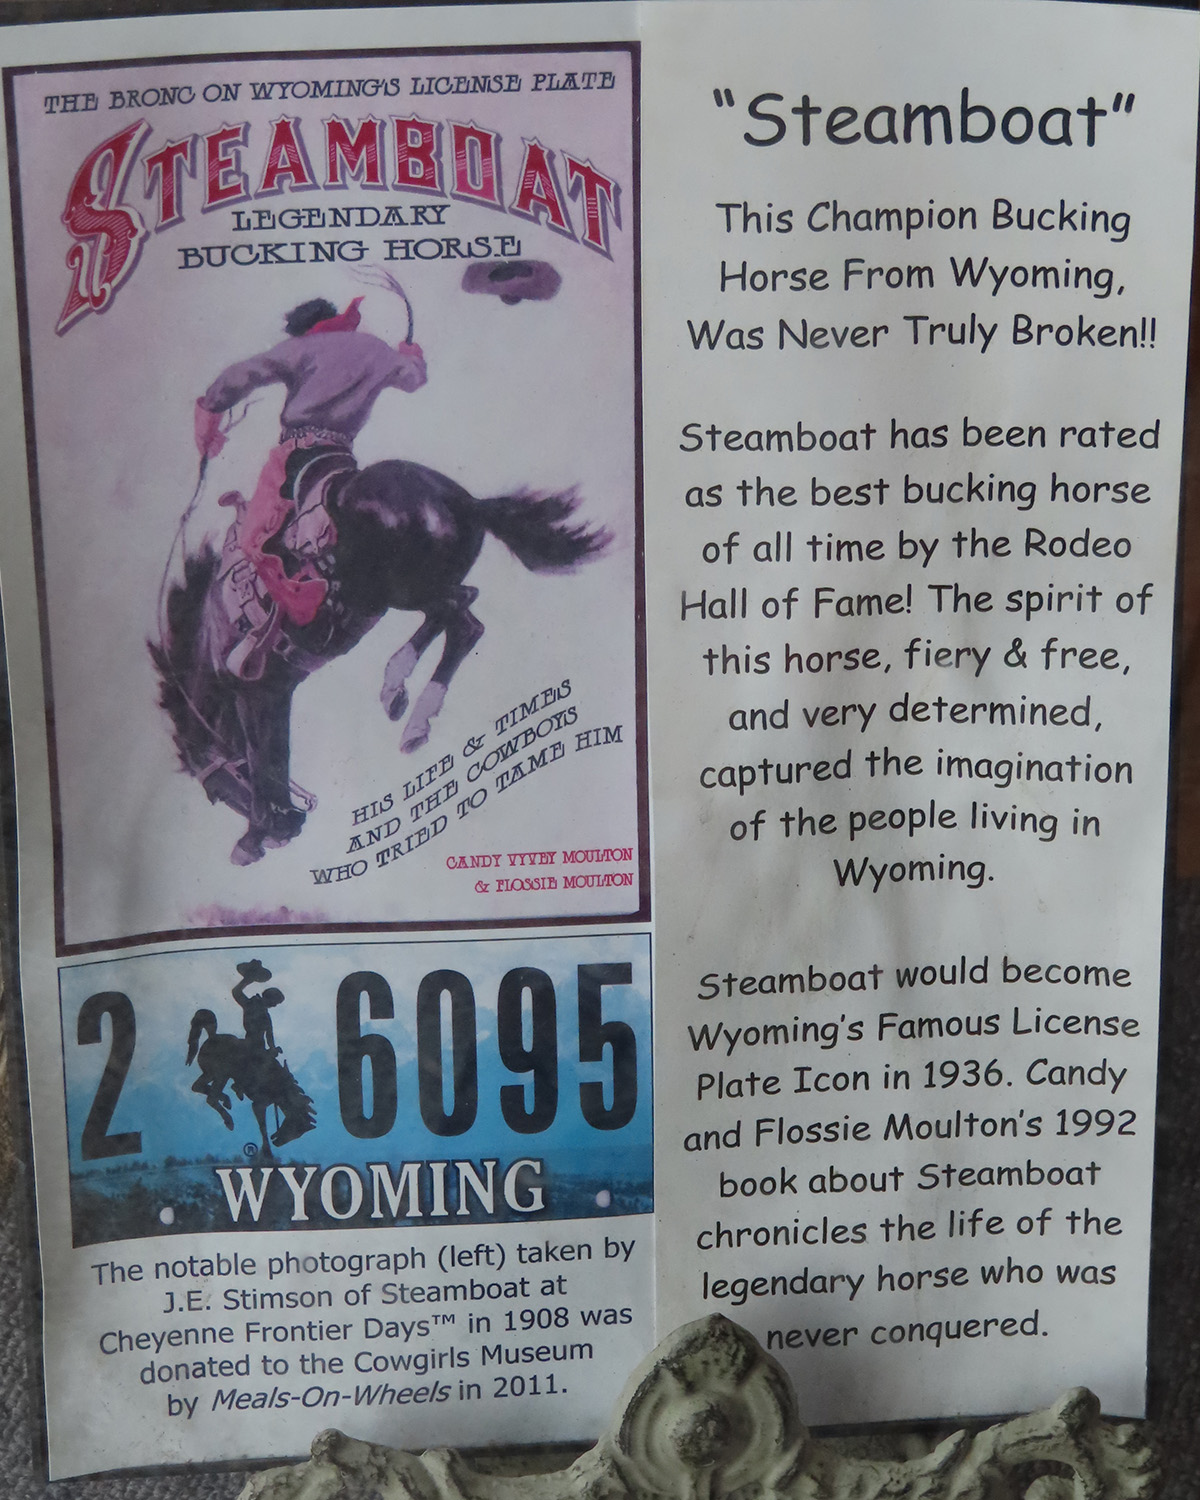 THE BRONC ON WYOMING'S LICENSE PLATE
STEAMBOAT
LEGENDARY
BUCKING HORSE
HIS LIFE & TIMES
AND THE COWBOYS
WHO TRIED TO TAME HIM
CANDY VYVEY MOULTON
& FLOSSIE MOULTON
2 6095
®
WYOMING
The notable photograph (left) taken by
J.E. Stimson of Steamboat at
Cheyenne Frontier Days™ in 1908 was
donated to the Cowgirls Museum
by Meals-On-Wheels in 2011.
"Steamboat"
This Champion Bucking
Horse From Wyoming,
Was Never Truly Broken!!
Steamboat has been rated
as the best bucking horse
of all time by the Rodeo
Hall of Fame! The spirit of
this horse, fiery & free,
and very determined,
captured the imagination
of the people living in
Wyoming.
Steamboat would become
Wyoming's Famous License
Plate Icon in 1936. Candy
and Flossie Moulton's 1992
book about Steamboat
chronicles the life of the
legendary horse who was
never conquered.